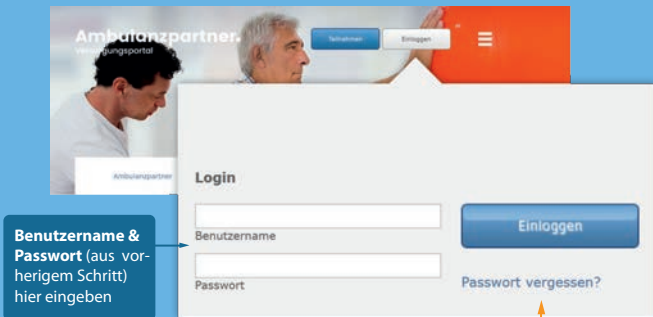 Ambulanzpartner.
Versorgungsportal
Teilnehmen
Einloggen
Ambulanzpartner
Login
Benutzername
Passwort
Einloggen
Passwort vergessen?
Benutzername &
Passwort (aus vor-
herigem Schritt)
hier eingeben